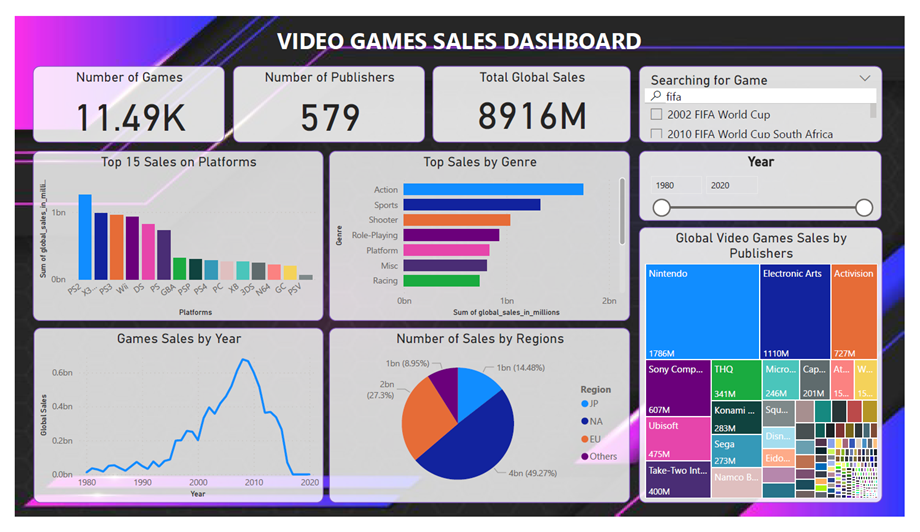 VIDEO GAMES SALES DASHBOARD
Number of Games
11.49K
Number of Publishers
579
Total Global Sales
8916M
Searching for Game
fifa
2002 FIFA World Cup
2010 FIFA World Cup South Africa
Top 15 Sales on Platforms
Sum of global_sales_in_milli...
1bn
0bn
PS2 X3... PS3 Wii DS PS GBA PSP PS4 PC XB 3DS N64 GC PSV
Platforms
Top Sales by Genre
Genre
Action
Sports
Shooter
Role-Playing
Platform
Misc
Racing
0bn 1bn 2bn
Sum of global_sales_in_millions
Year
1980 2020
Games Sales by Year
Global Sales
0.6bn
0.4bn
0.2bn
0.0bn
1980 1990 2000 2010 2020
Year
Number of Sales by Regions
1bn (8.95%)
1bn (14.48%)
2bn
(27.3%)
4bn (49.27%)
Region
JP
NA
EU
Others
Global Video Games Sales by
Publishers
Nintendo
1786M
Electronic Arts
1110M
Activision
727M
Sony Comp...
607M
Ubisoft
475M
Take-Two Int...
400M
THQ
341M
Konami ...
283M
Sega
273M
Namco B...
Micro...
246M
Cap...
201M
At...
15...
W...
15...
Squ...
Disn...
Eido...